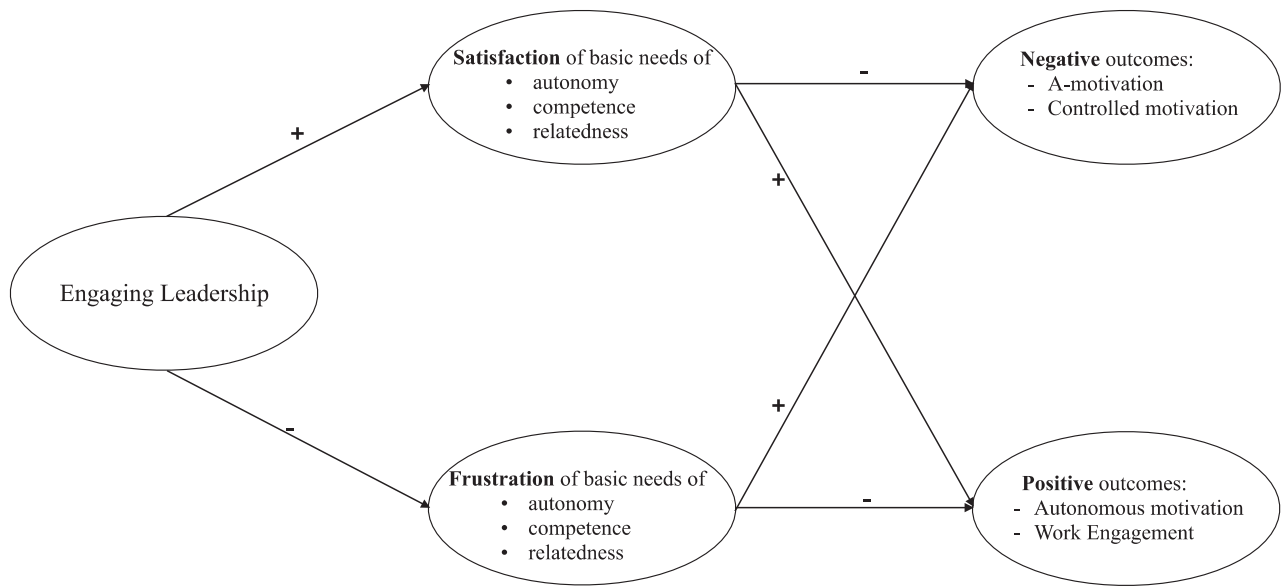 Satisfaction of basic needs of
• autonomy
• competence
• relatedness
-
Negative outcomes:
- A-motivation
- Controlled motivation
+
+
Engaging Leadership
-
+
Frustration of basic needs of
• autonomy
• competence
• relatedness
-
Positive outcomes:
- Autonomous motivation
- Work Engagement